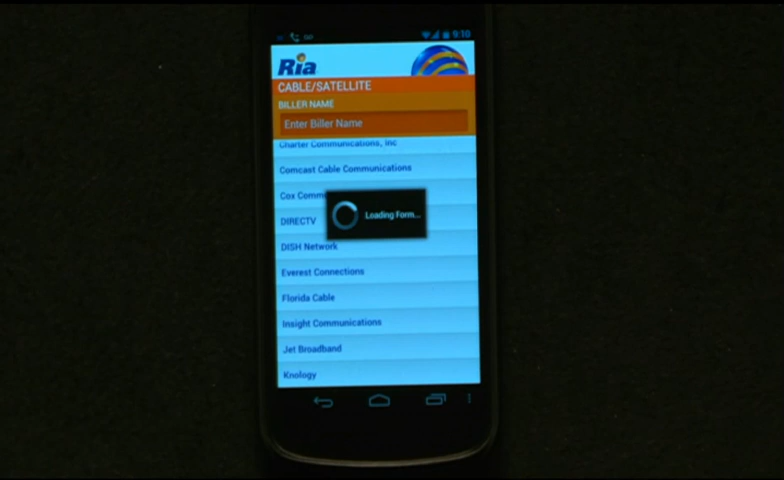 9:10
Ria
CABLE/SATELLITE
BILLER NAME
Enter Biller Name
Charter Communications, Inc
Comcast Cable Communications
Cox Comm
Loading Form...
DIRECTV
DISH Network
Everest Connections
Florida Cable
Insight Communications
Jet Broadband
Knology